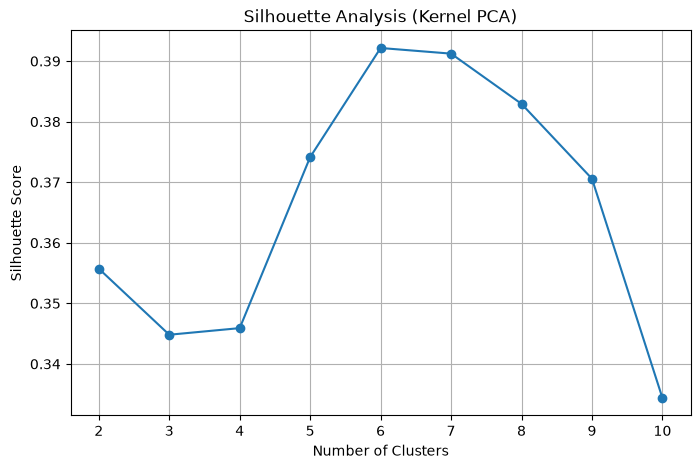 Silhouette Analysis (Kernel PCA)
0.39
0.38
0.37
0.36
0.35
0.34
Silhouette Score
2 3 4 5 6 7 8 9 10
Number of Clusters